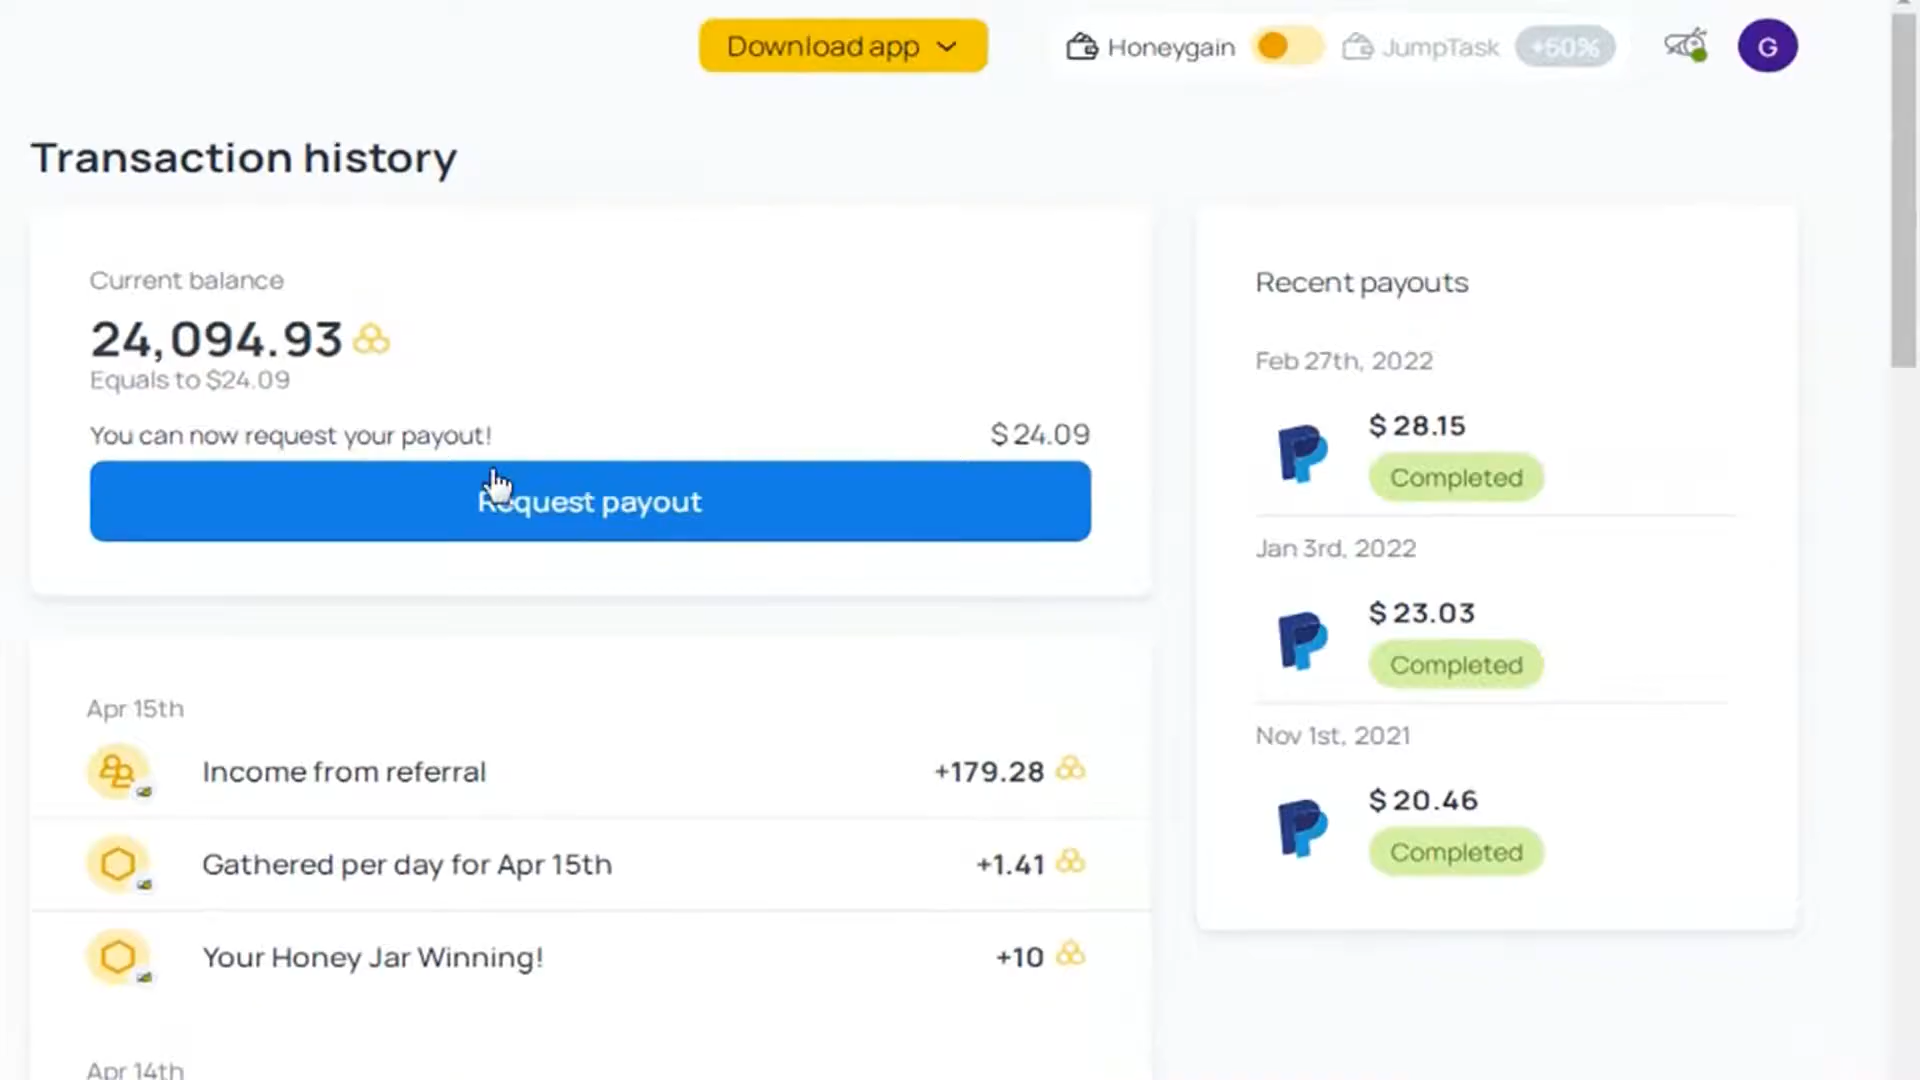 Download app
Honeygain
JumpTask
+50%
G
Transaction history
Current balance
24,094.93
Equals to $24.09
You can now request your payout!
$ 24.09
Request payout
Apr 15th
Income from referral
+179.28
Gathered per day for Apr 15th
+1.41
Your Honey Jar Winning!
+10
Apr 14th
Recent payouts
Feb 27th, 2022
$ 28.15
Completed
Jan 3rd, 2022
$ 23.03
Completed
Nov 1st, 2021
$ 20.46
Completed